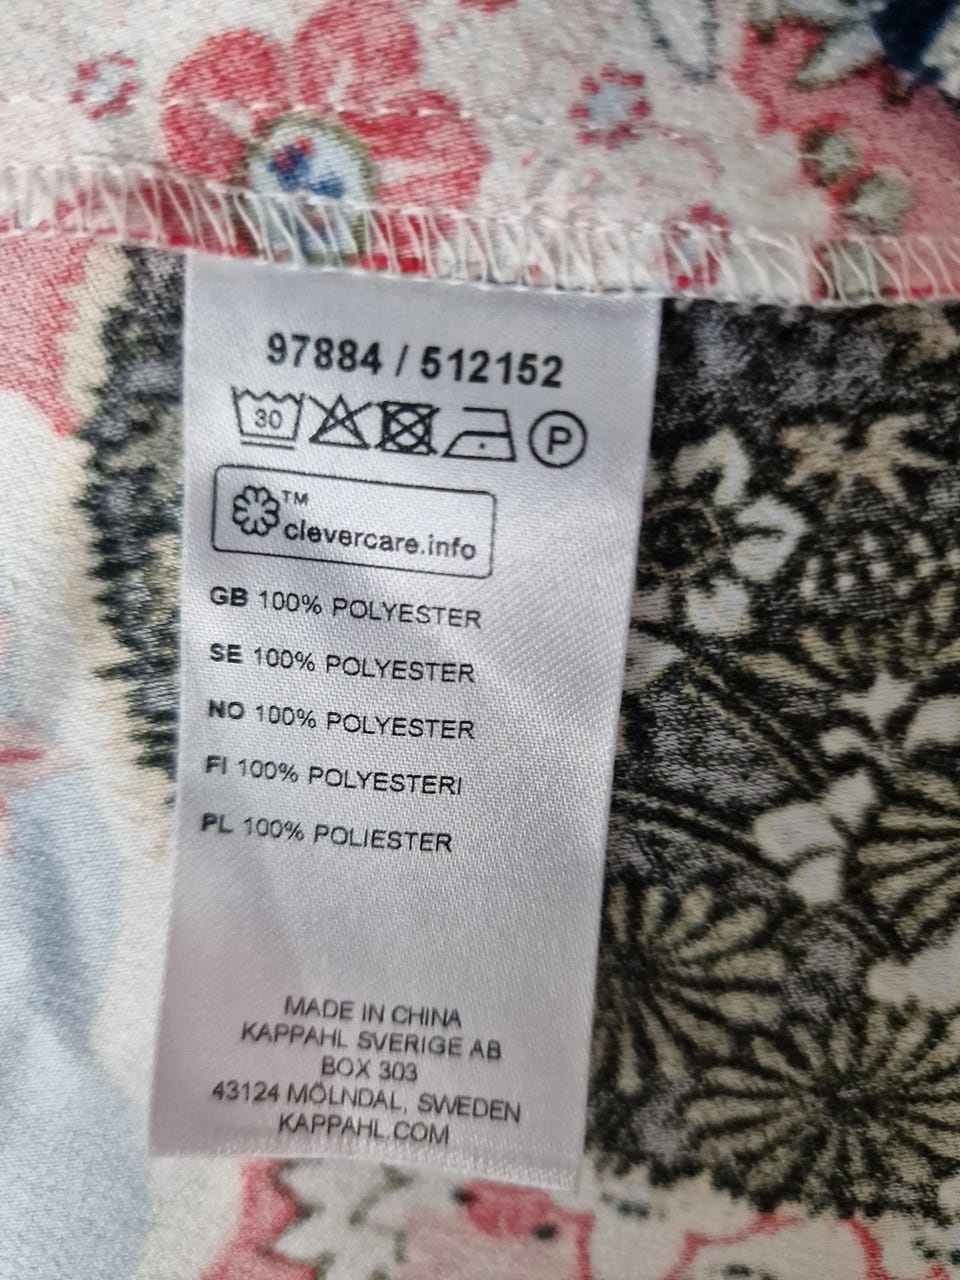 97884 / 512152
30 P
TM
clevercare.info
GB 100% POLYESTER
SE 100% POLYESTER
NO 100% POLYESTER
FI 100% POLYESTERI
PL 100% POLIESTER
MADE IN CHINA
KAPPAHL SVERIGE AB
BOX 303
43124 MÖLNDAL, SWEDEN
KAPPAHL.COM